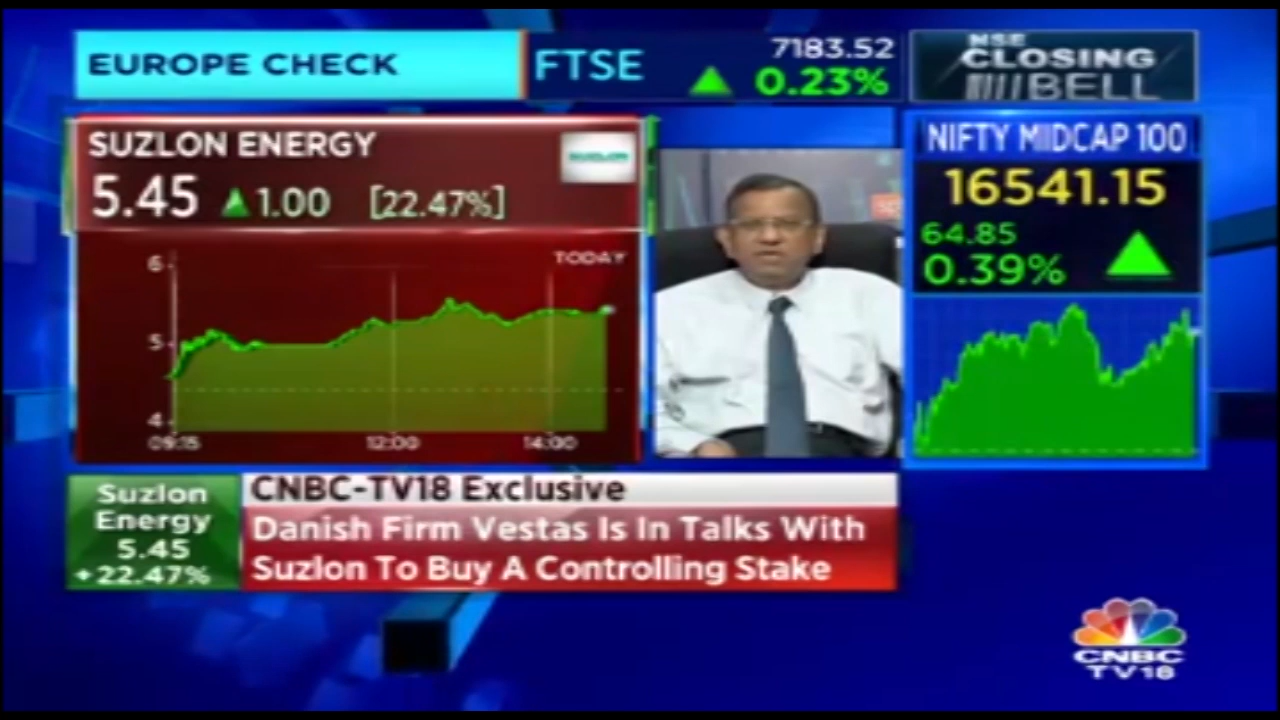 EUROPE CHECK
FTSE
7183.52
0.23%
NSE
CLOSING
BELL
SUZLON ENERGY
5.45 1.00 [22.47%]
SUZLON
TODAY
6
5
4
09:15 12:00 14:00
NIFTY MIDCAP 100
16541.15
64.85
0.39%
Suzlon
Energy
5.45
+22.47%
CNBC-TV18 Exclusive
Danish Firm Vestas Is In Talks With
Suzlon To Buy A Controlling Stake
CNBC
TV18